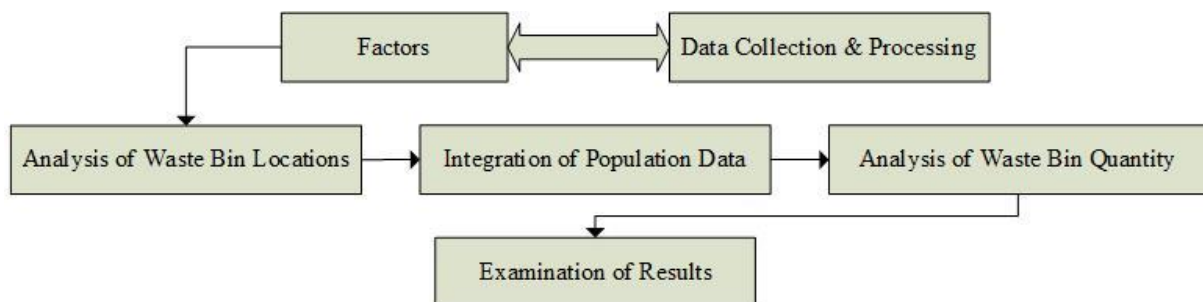 Factors
Data Collection & Processing
Analysis of Waste Bin Locations
Integration of Population Data
Analysis of Waste Bin Quantity
Examination of Results